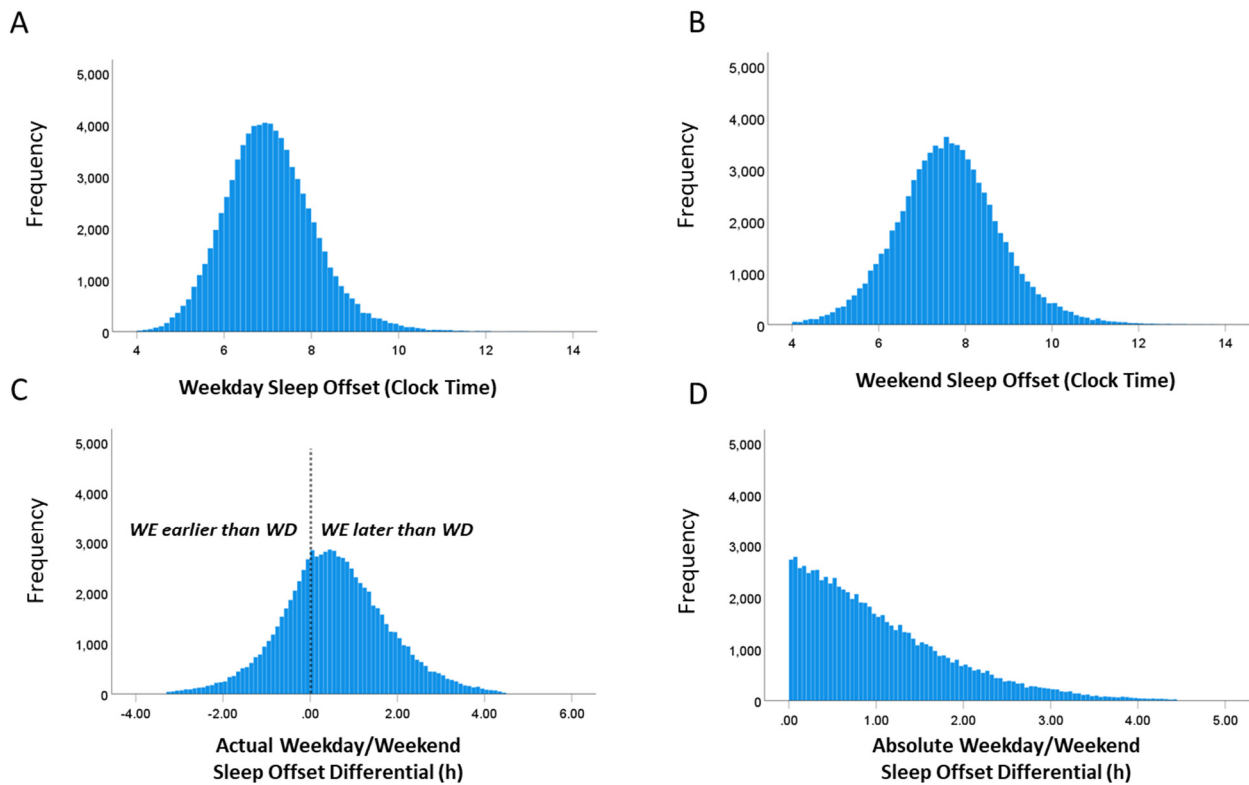 A
5,000
4,000
3,000
2,000
1,000
0
Frequency
4 6 8 10 12 14
Weekday Sleep Offset (Clock Time)
B
5,000
4,000
3,000
2,000
1,000
0
Frequency
4 6 8 10 12 14
Weekend Sleep Offset (Clock Time)
C
5,000
4,000
3,000
2,000
1,000
0
Frequency
WE earlier than WD
WE later than WD
-4.00 -2.00 .00 2.00 4.00 6.00
Actual Weekday/Weekend
Sleep Offset Differential (h)
D
5,000
4,000
3,000
2,000
1,000
0
Frequency
.00 1.00 2.00 3.00 4.00 5.00
Absolute Weekday/Weekend
Sleep Offset Differential (h)